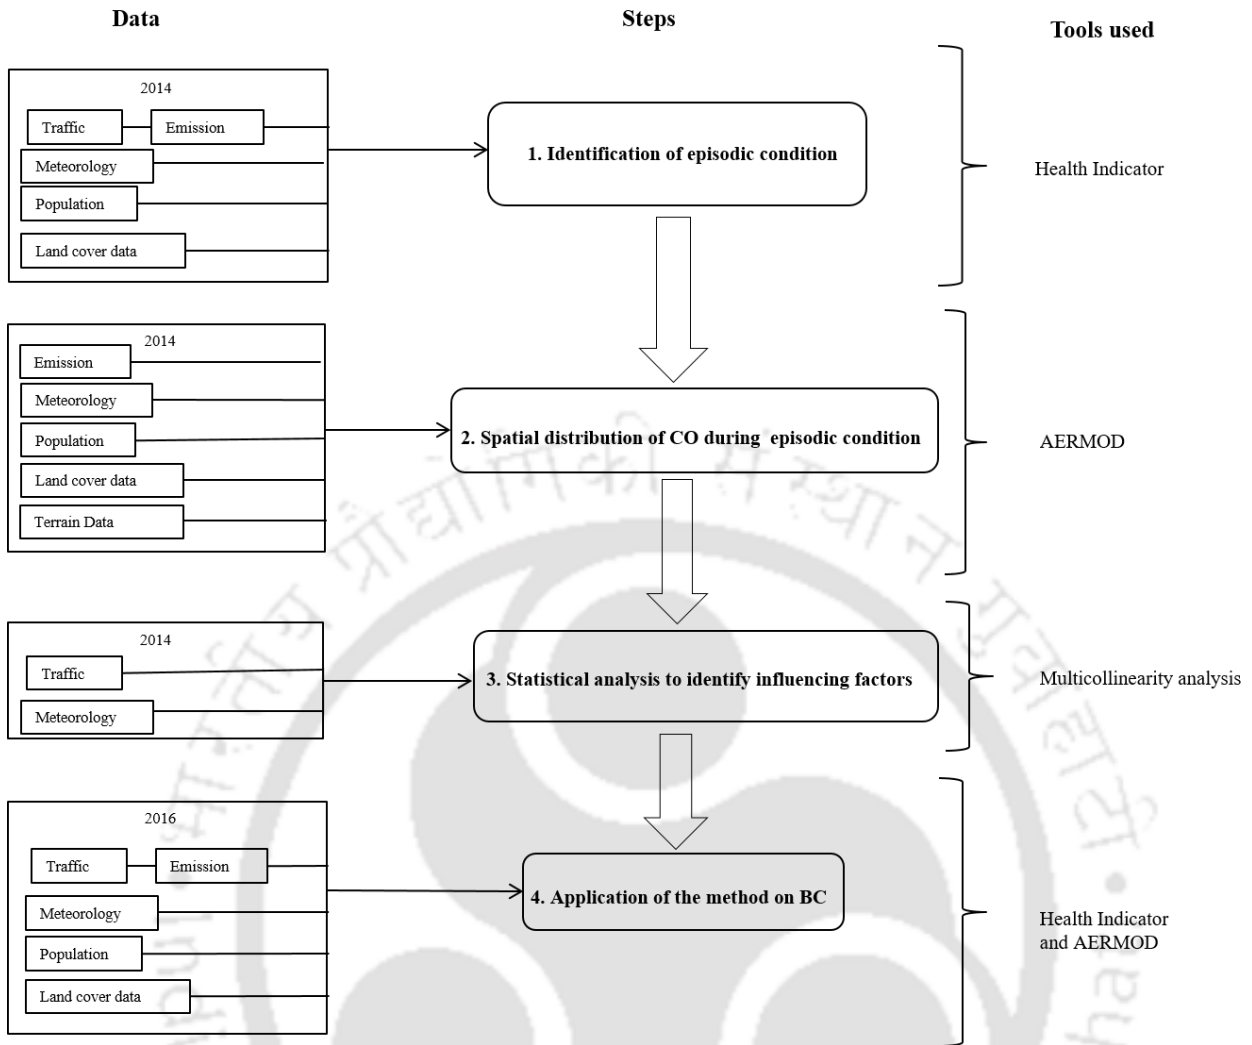 Data
Steps
Tools used
2014
Traffic
Emission
Meteorology
Population
Land cover data
1. Identification of episodic condition
Health Indicator
2014
Emission
Meteorology
Population
Land cover data
Terrain Data
2. Spatial distribution of CO during episodic condition
AERMOD
2014
Traffic
Meteorology
3. Statistical analysis to identify influencing factors
Multicollinearity analysis
2016
Traffic
Emission
Meteorology
Population
Land cover data
4. Application of the method on BC
Health Indicator
and AERMOD
भारतीय प्रौद्योगिकी संस्थान गुवाहाटी